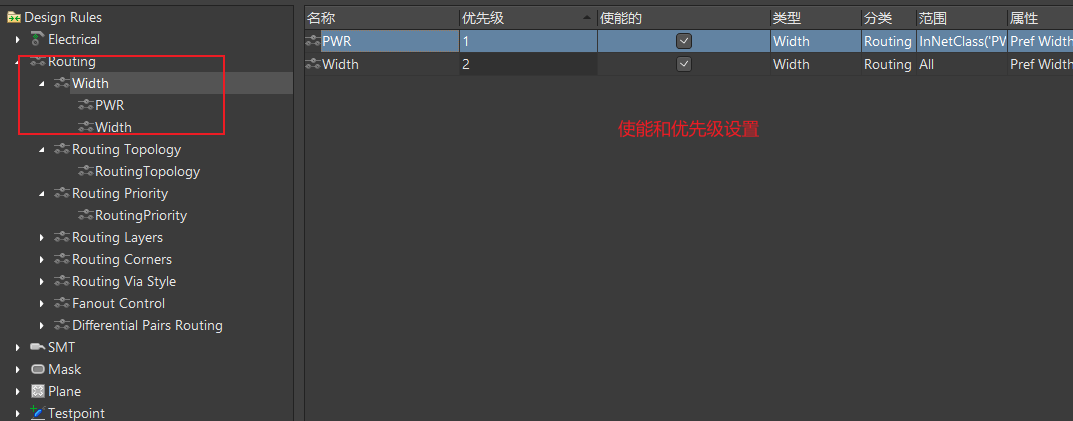 Design Rules
Electrical
Routing
Width
PWR
Width
Routing Topology
RoutingTopology
Routing Priority
RoutingPriority
Routing Layers
Routing Corners
Routing Via Style
Fanout Control
Differential Pairs Routing
SMT
Mask
Plane
Testpoint
名称 优先级 使能的 类型 分类 范围 属性
PWR 1 Width Routing InNetClass('PW Pref Width
Width 2 Width Routing All Pref Width
使能和优先级设置